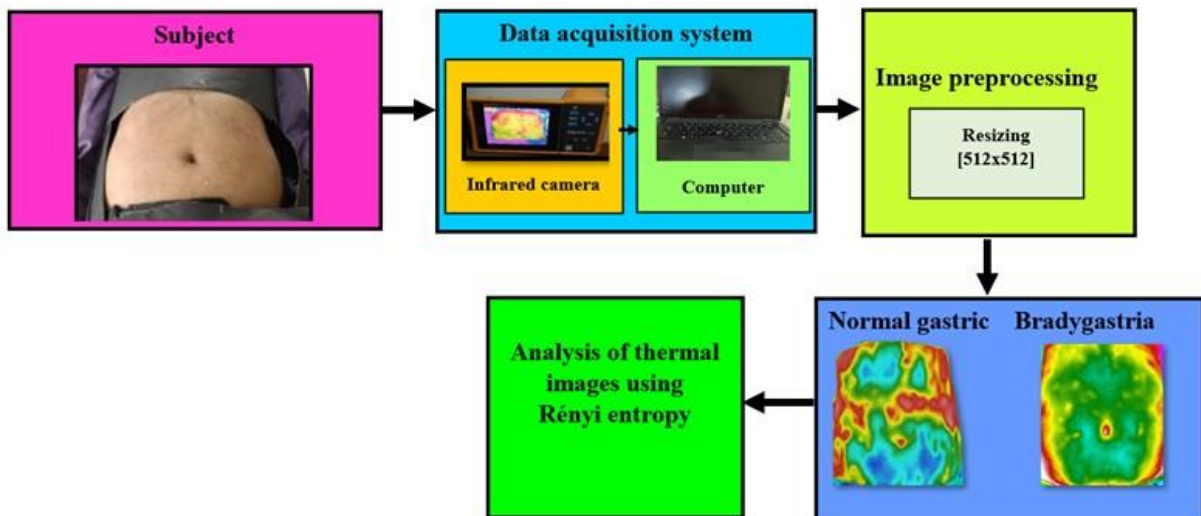 Subject
Data acquisition system
Infrared camera
Computer
Image preprocessing
Resizing
[512x512]
Normal gastric
Bradygastria
Analysis of thermal
images using
Rényi entropy